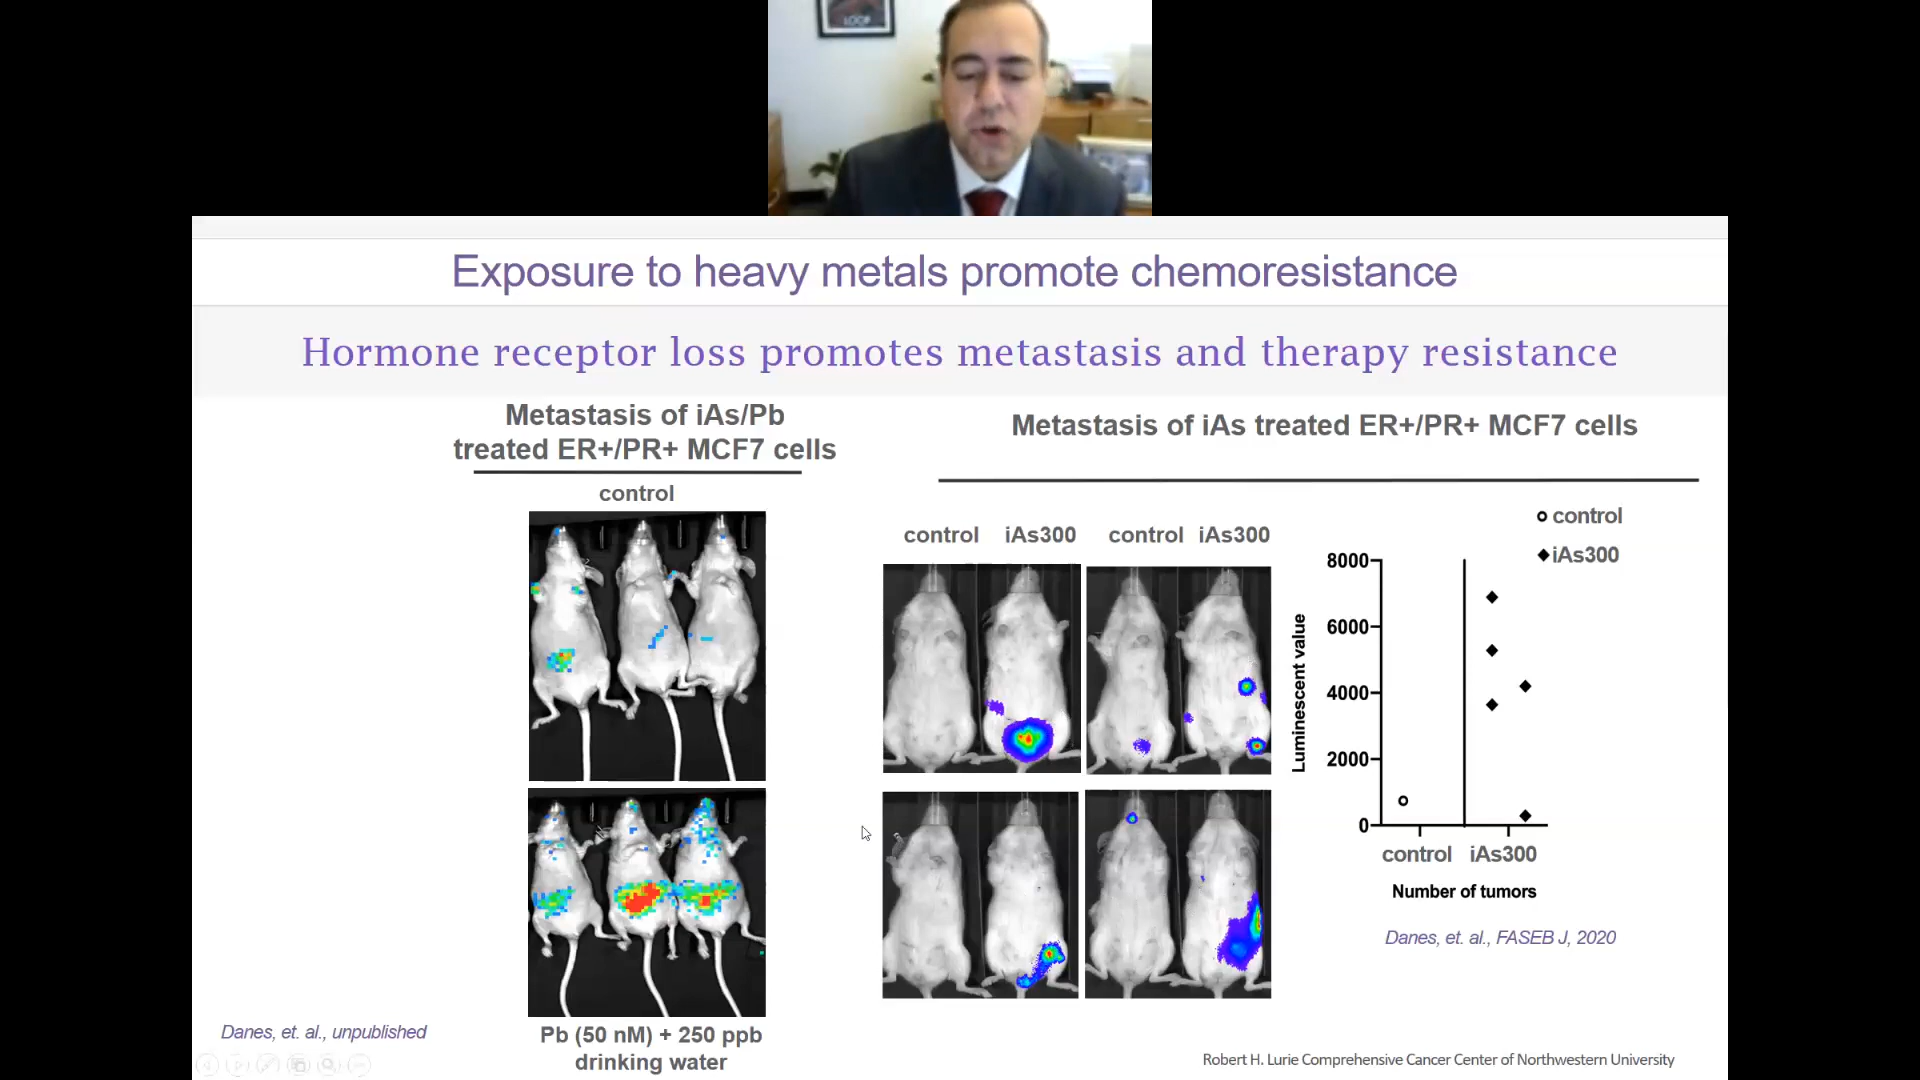 LOOP
Exposure to heavy metals promote chemoresistance
Hormone receptor loss promotes metastasis and therapy resistance
Metastasis of iAs/Pb
treated ER+/PR+ MCF7 cells
control
Pb (50 nM) + 250 ppb
drinking water
Danes, et. al., unpublished
Metastasis of iAs treated ER+/PR+ MCF7 cells
control iAs300 control iAs300
control
iAs300
Luminescent value
8000
6000
4000
2000
0
control iAs300
Number of tumors
Danes, et. al., FASEB J, 2020
Robert H. Lurie Comprehensive Cancer Center of Northwestern University